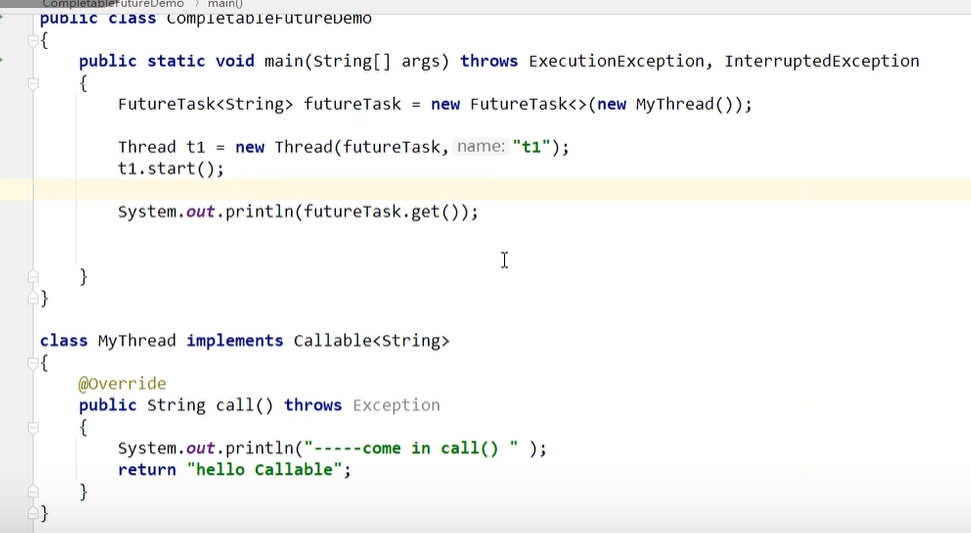 CompletableFutureDemo › main()
public class CompletableFutureDemo
{
public static void main(String[] args) throws ExecutionException, InterruptedException
{
FutureTask<String> futureTask = new FutureTask<>(new MyThread());
Thread t1 = new Thread(futureTask, name: "t1");
t1.start();
System.out.println(futureTask.get());
}
}
class MyThread implements Callable<String>
{
@Override
public String call() throws Exception
{
System.out.println("-----come in call() " );
return "hello Callable";
}
}